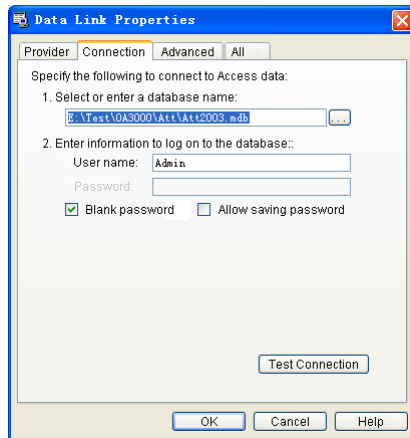 Data Link Properties
Provider Connection Advanced All
Specify the following to connect to Access data:
1. Select or enter a database name:
E:\Test\OA3000\Att\Att2003.mdb ...
2. Enter information to log on to the database::
User name: Admin
Password:
Blank password Allow saving password
Test Connection
OK Cancel Help